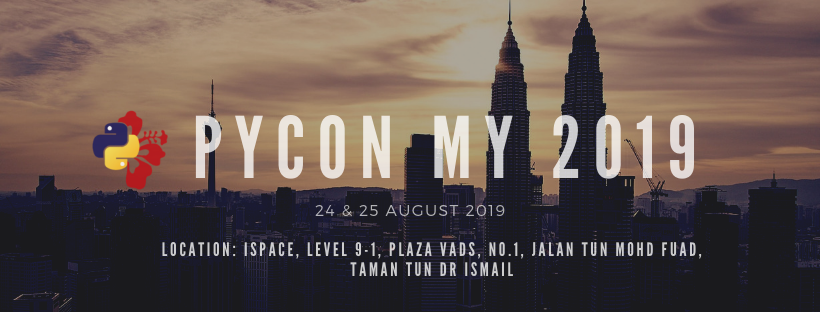 PYCON MY 2019
24 & 25 AUGUST 2019
LOCATION: ISPACE, LEVEL 9-1, PLAZA VADS, NO.1, JALAN TUN MOHD FUAD,
TAMAN TUN DR ISMAIL